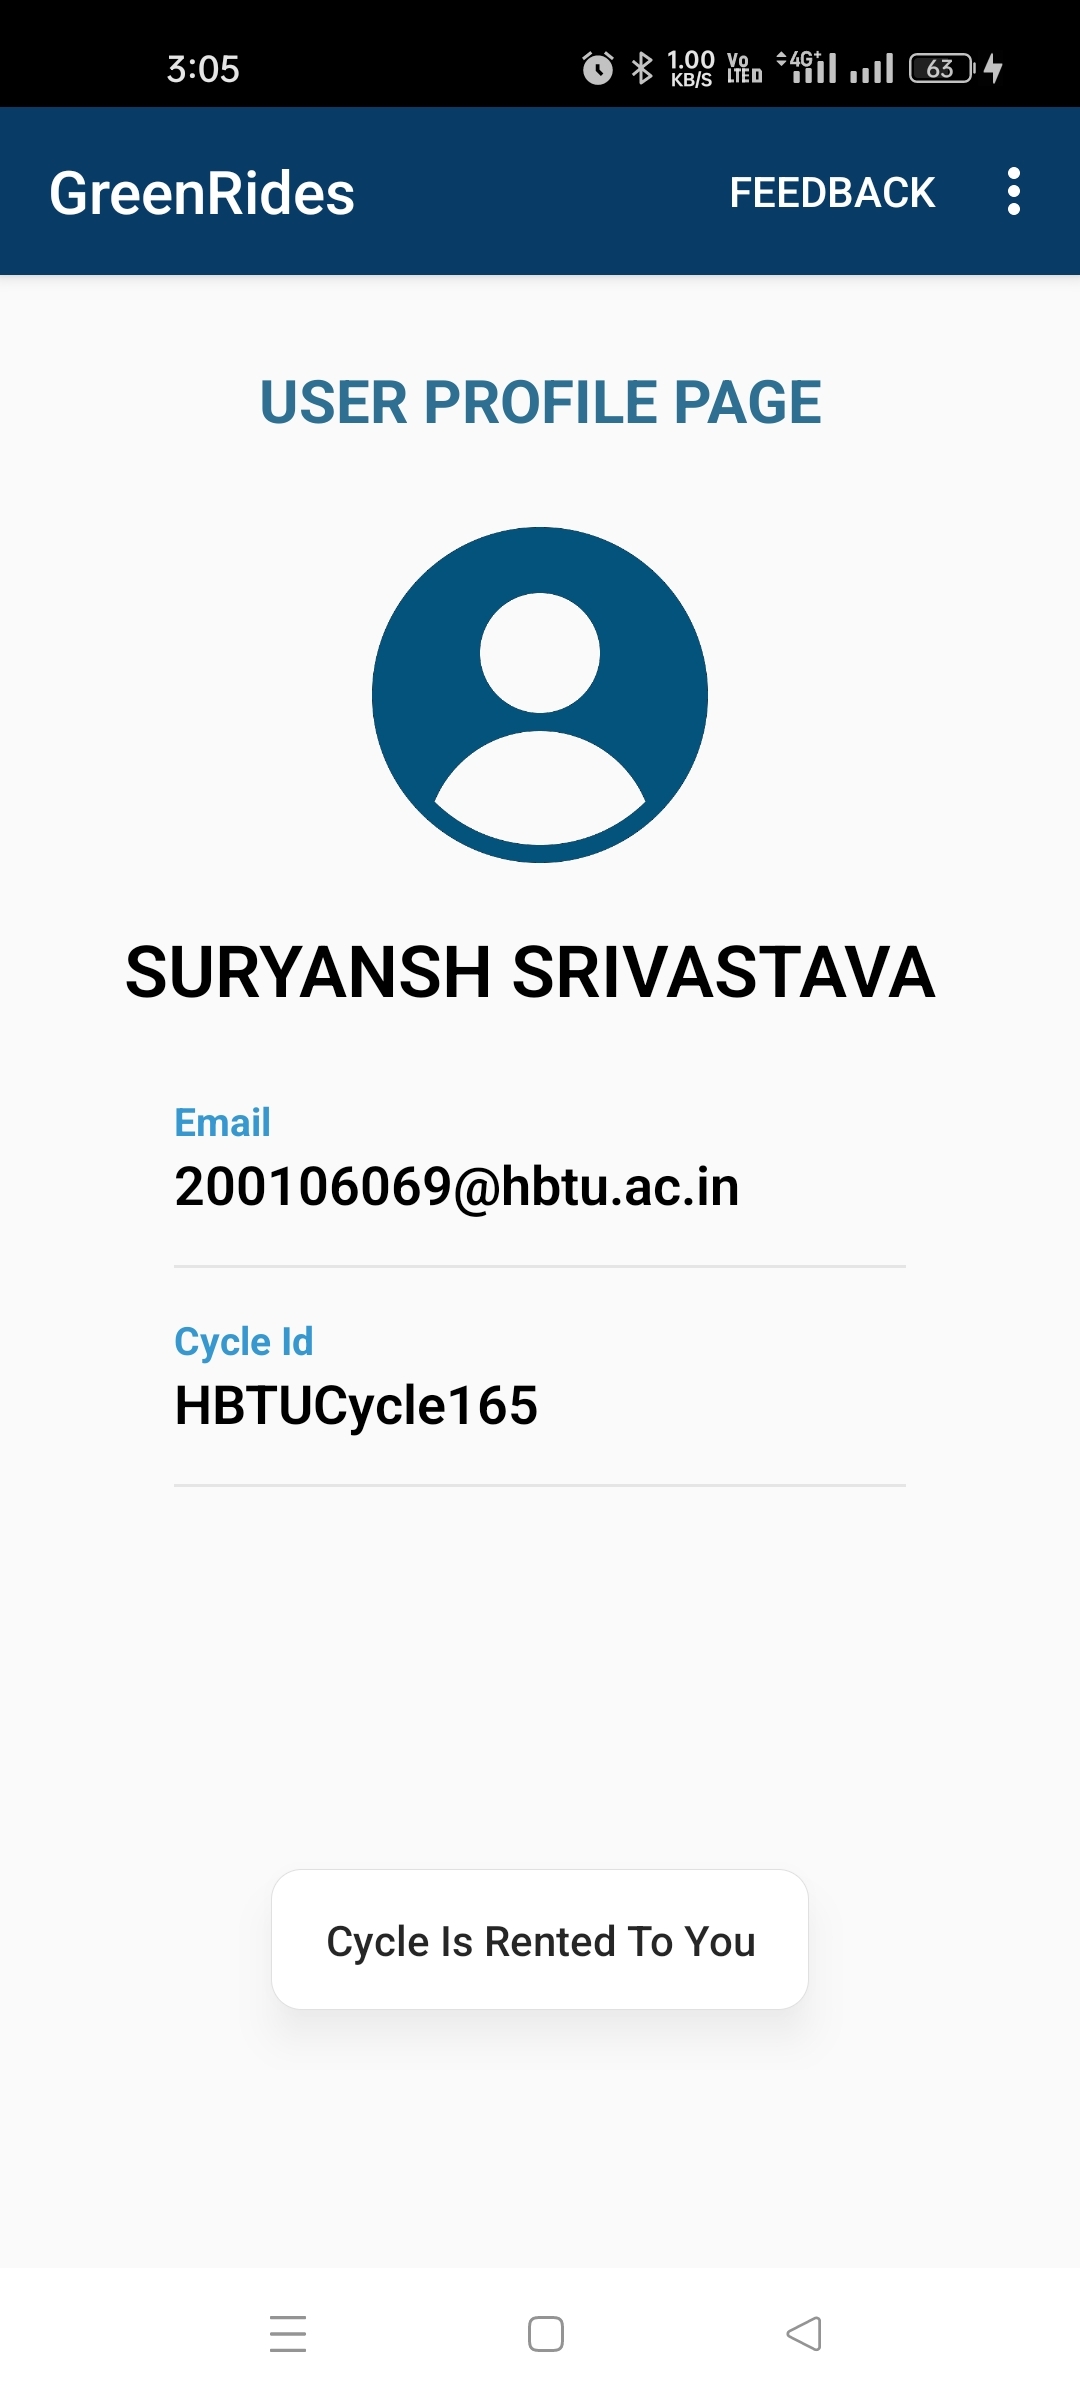 3:05
1.00
KB/S
Vo
LTE D
4G+
63
GreenRides
FEEDBACK
USER PROFILE PAGE
SURYANSH SRIVASTAVA
Email
200106069@hbtu.ac.in
Cycle Id
HBTUCycle165
Cycle Is Rented To You